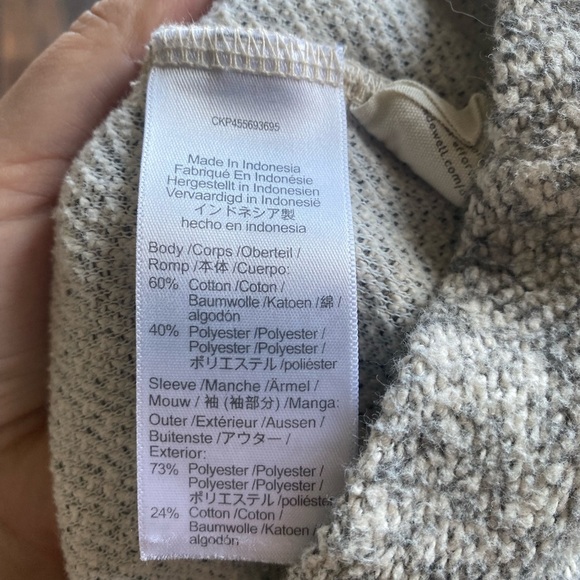 CKP455693695
Made In Indonesia
Fabriqué En Indonésie
Hergestellt in Indonesien
Vervaardigd in Indonesië
インドネシア製
hecho en indonesia
Body /Corps /Oberteil /
Romp /本体 /Cuerpo:
60% Cotton /Coton /
Baumwolle /Katoen /綿 /
algodón
40% Polyester /Polyester /
Polyester /Polyester /
ポリエステル /poliéster
Sleeve /Manche /Ärmel /
Mouw / 袖 (袖部分) /Manga:
Outer /Extérieur /Aussen /
Buitenste /アウター /
Exterior:
73% Polyester /Polyester /
Polyester /Polyester /
ポリエステル /poliéster
24% Cotton /Coton /
Baumwolle /Katoen /
algodón